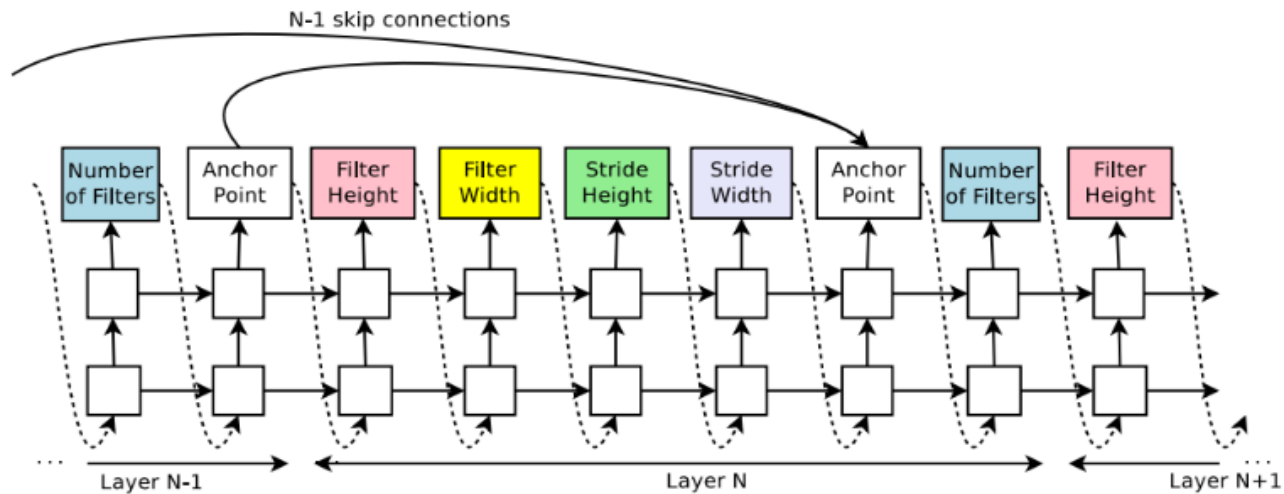 N-1 skip connections
Number
of Filters
Anchor
Point
Filter
Height
Filter
Width
Stride
Height
Stride
Width
Anchor
Point
Number
of Filters
Filter
Height
...
...
Layer N-1
Layer N
Layer N+1